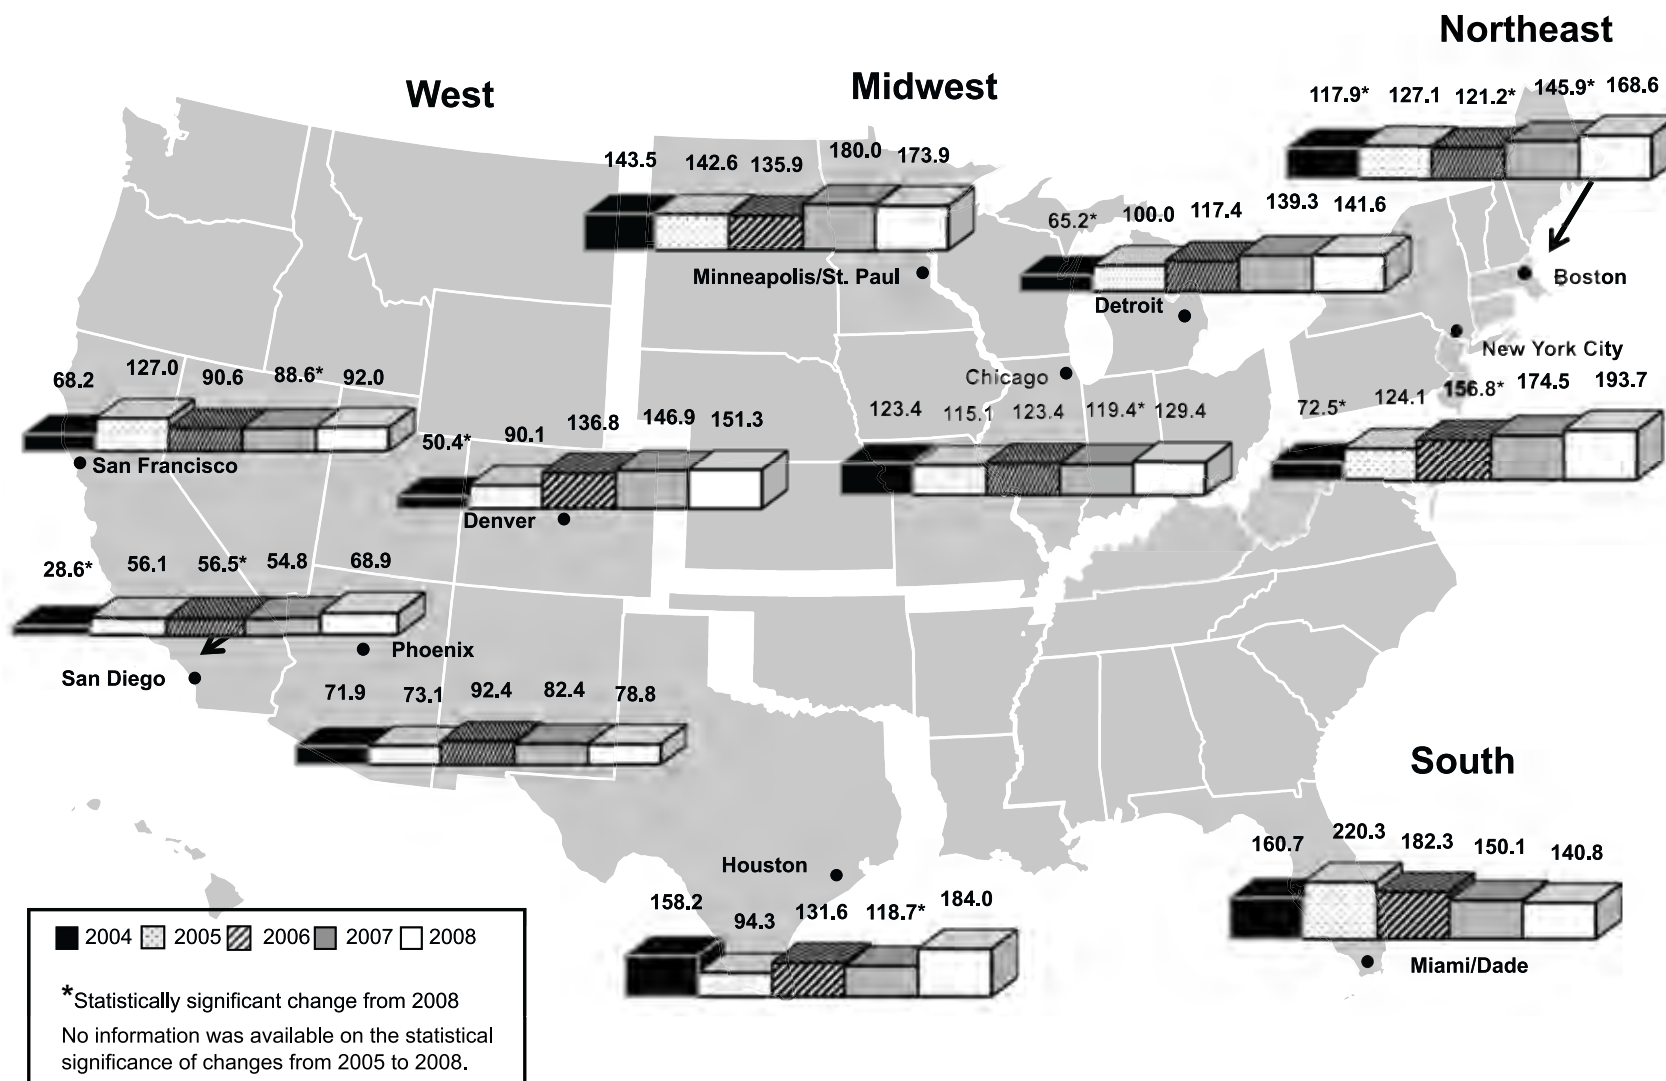 Northeast
West
Midwest
117.9* 127.1 121.2* 145.9* 168.6
143.5 142.6 135.9 180.0 173.9
65.2* 100.0 117.4 139.3 141.6
Minneapolis/St. Paul
Boston
Detroit
New York City
68.2 127.0 90.6 88.6* 92.0
Chicago
123.4 115.1 123.4 119.4* 129.4
72.5* 124.1 156.8* 174.5 193.7
50.4* 90.1 136.8 146.9 151.3
San Francisco
Denver
28.6* 56.1 56.5* 54.8 68.9
Phoenix
San Diego
71.9 73.1 92.4 82.4 78.8
South
160.7 220.3 182.3 150.1 140.8
Houston
158.2 94.3 131.6 118.7* 184.0
Miami/Dade
2004 2005 2006 2007 2008
*Statistically significant change from 2008
No information was available on the statistical
significance of changes from 2005 to 2008.